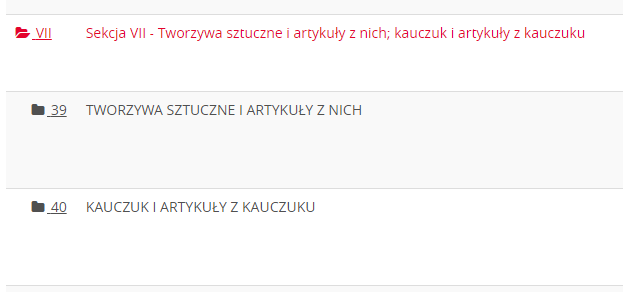 VII Sekcja VII - Tworzywa sztuczne i artykuły z nich; kauczuk i artykuły z kauczuku
39 TWORZYWA SZTUCZNE I ARTYKUŁY Z NICH
40 KAUCZUK I ARTYKUŁY Z KAUCZUKU